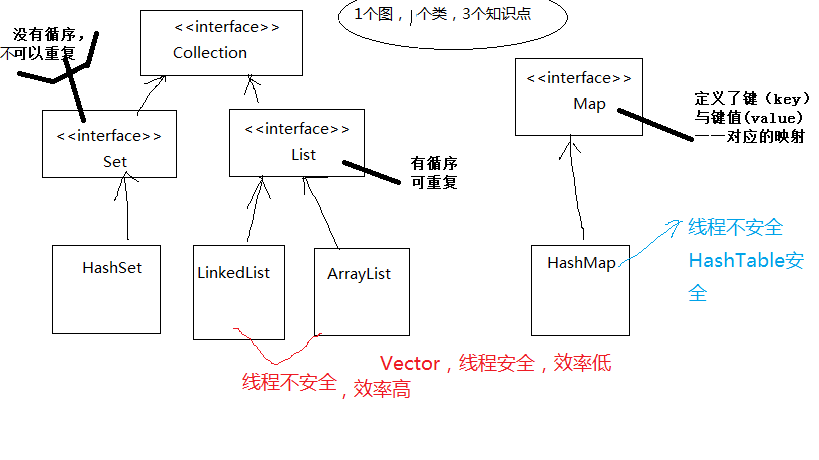 1个图，1个类，3个知识点
没有循序，
不可以重复
<<interface>>
Collection
<<interface>>
Set
<<interface>>
List
有循序
可重复
<<interface>>
Map
定义了键（key）
与键值(value)
一一对应的映射
HashSet
LinkedList
ArrayList
HashMap
线程不安全
HashTable安
全
线程不安全，效率高
Vector，线程安全，效率低